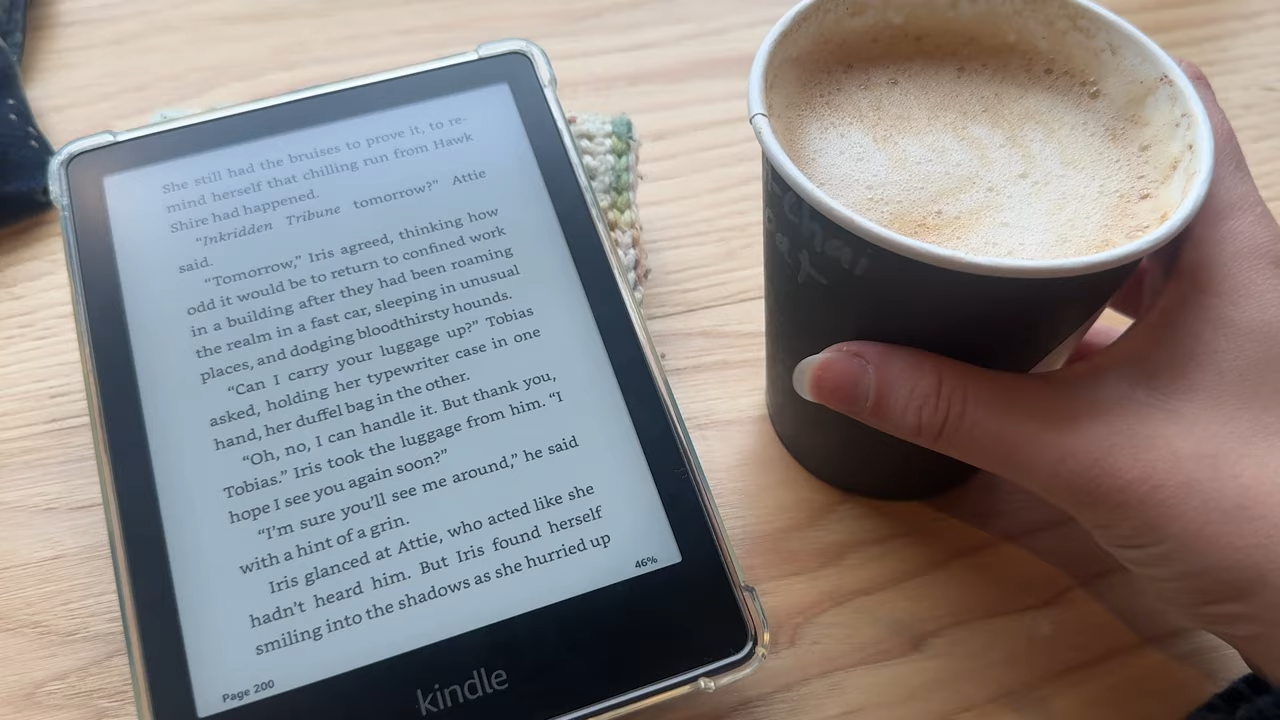 She still had the bruises to prove it, to re-
mind herself that chilling run from Hawk
Shire had happened.
“Inkridden Tribune tomorrow?” Attie
said.
“Tomorrow,” Iris agreed, thinking how
odd it would be to return to confined work
in a building after they had been roaming
the realm in a fast car, sleeping in unusual
places, and dodging bloodthirsty hounds.
“Can I carry your luggage up?” Tobias
asked, holding her typewriter case in one
hand, her duffel bag in the other.
“Oh, no, I can handle it. But thank you,
Tobias.” Iris took the luggage from him. “I
hope I see you again soon?”
“I’m sure you’ll see me around,” he said
with a hint of a grin.
Iris glanced at Attie, who acted like she
hadn’t heard him. But Iris found herself
smiling into the shadows as she hurried up
Page 200
46%
kindle
chai